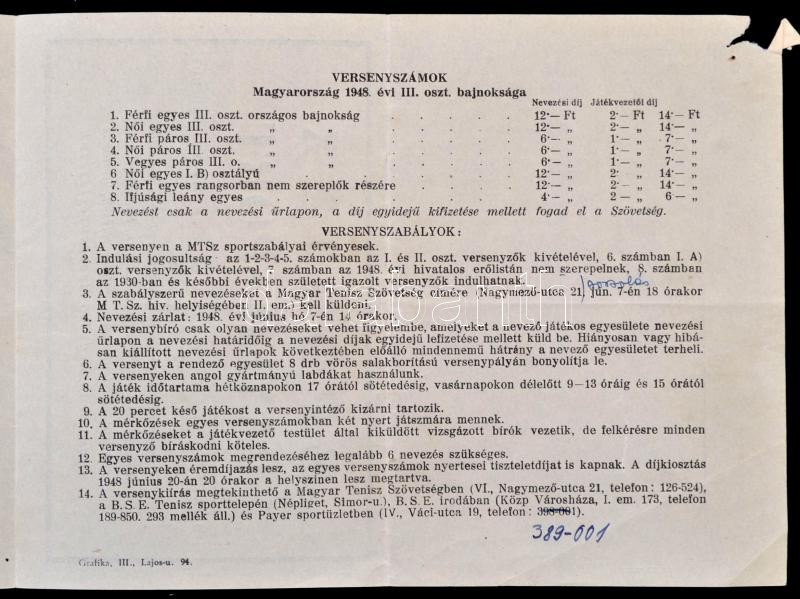 VERSENYSZÁMOK
Magyarország 1948. évi III. oszt. bajnoksága
Nevezési díj Játékvezetői díj
1. Férfi egyes III. oszt. országos bajnokság . . . . . 12·— Ft 2·— Ft 14·— Ft
2. Női egyes III. oszt. „ „ . . . . . 12·— „ 2·— „ 14·— „
3. Férfi páros III. oszt. „ „ . . . . . 6·— „ 1·— „ 7·— „
4. Női páros III. oszt. „ „ . . . . . 6·— „ 1·— „ 7·— „
5. Vegyes páros III. o. „ „ . . . . . 6·— „ 1·— „ 7·— „
6 Női egyes I. B) osztályú . . . . . . 12·— „ 2· „ 14·— „
7. Férfi egyes rangsorban nem szereplők részére . . . . 12·— „ 2· „ 14·— „
8. Ifjúsági leány egyes . . . . . . . 4·— „ 2 — „ 6 — „
Nevezést csak a nevezési űrlapon, a díj egyidejű kifizetése mellett fogad el a Szövetség.
VERSENYSZABÁLYOK:
1. A versenyen a MTSz sportszabályai érvényesek.
2. Indulási jogosultság az 1-2-3-4-5. számokban az I. és II. oszt. versenyzők kivételével, 6. számban I. A)
oszt. versenyzők kivételével, 7. számban az 1948. évi hivatalos erőlistán nem szerepelnek, 8. számban
az 1930-ban és későbbi években született igazolt versenyzők indulhatnak.
sorsolás
3. A szabályszerű nevezéseket a Magyar Tenisz Szövetség címére (Nagymező-utca 21, jun. 7-én 18 órakor
M T. Sz. hiv. helyiségében II. em.) kell küldeni.
4. Nevezési zárlat: 1948. évi június hó 7-én 14 órakor.
5. A versenybíró csak olyan nevezéseket vehet figyelembe, amelyeket a nevező játékos egyesülete nevezési
űrlapon a nevezési határidőig a nevezési díjak egyidejű lefizetése mellett küld be. Hiányosan vagy hibá-
san kiállított nevezési űrlapok következtében előálló mindennemű hátrány a nevező egyesületet terheli.
6. A versenyt a rendező egyesület 8 drb vörös salakborítású versenypályán bonyolítja le.
7. A versenyeken angol gyártmányú labdákat használunk.
8. A játék időtartama hétköznapokon 17 órától sötétedésig, vasárnapokon délelőtt 9—13 óráig és 15 órától
sötétedésig.
9. A 20 percet késő játékost a versenyintéző kizárni tartozik.
10. A mérkőzések egyes versenyszámokban két nyert játszmára mennek.
11. A mérkőzéseket a játékvezető testület által kiküldött vizsgázott bírók vezetik, de felkérésre minden
versenyző bíráskodni köteles.
12. Egyes versenyszámok megrendezéséhez legalább 6 nevezés szükséges.
13. A versenyeken éremdíjazás lesz, az egyes versenyszámok nyertesei tiszteletdíjat is kapnak. A díjkiosztás
1948 június 20-án 20 órakor a helyszínen lesz megtartva.
14. A versenykiírás megtekinthető a Magyar Tenisz Szövetségben (VI., Nagymező-utca 21, telefon: 126-524),
a B. S. E. Tenisz sporttelepén (Népliget, Simor-u.), B. S. E. irodában (Közp Városháza, I. em. 173, telefon
189-850. 293 mellék áll.) és Payer sportüzletben (IV., Váci-utca 19, telefon: 398-001).
389-001
Grafika, III., Lajos-u. 94.